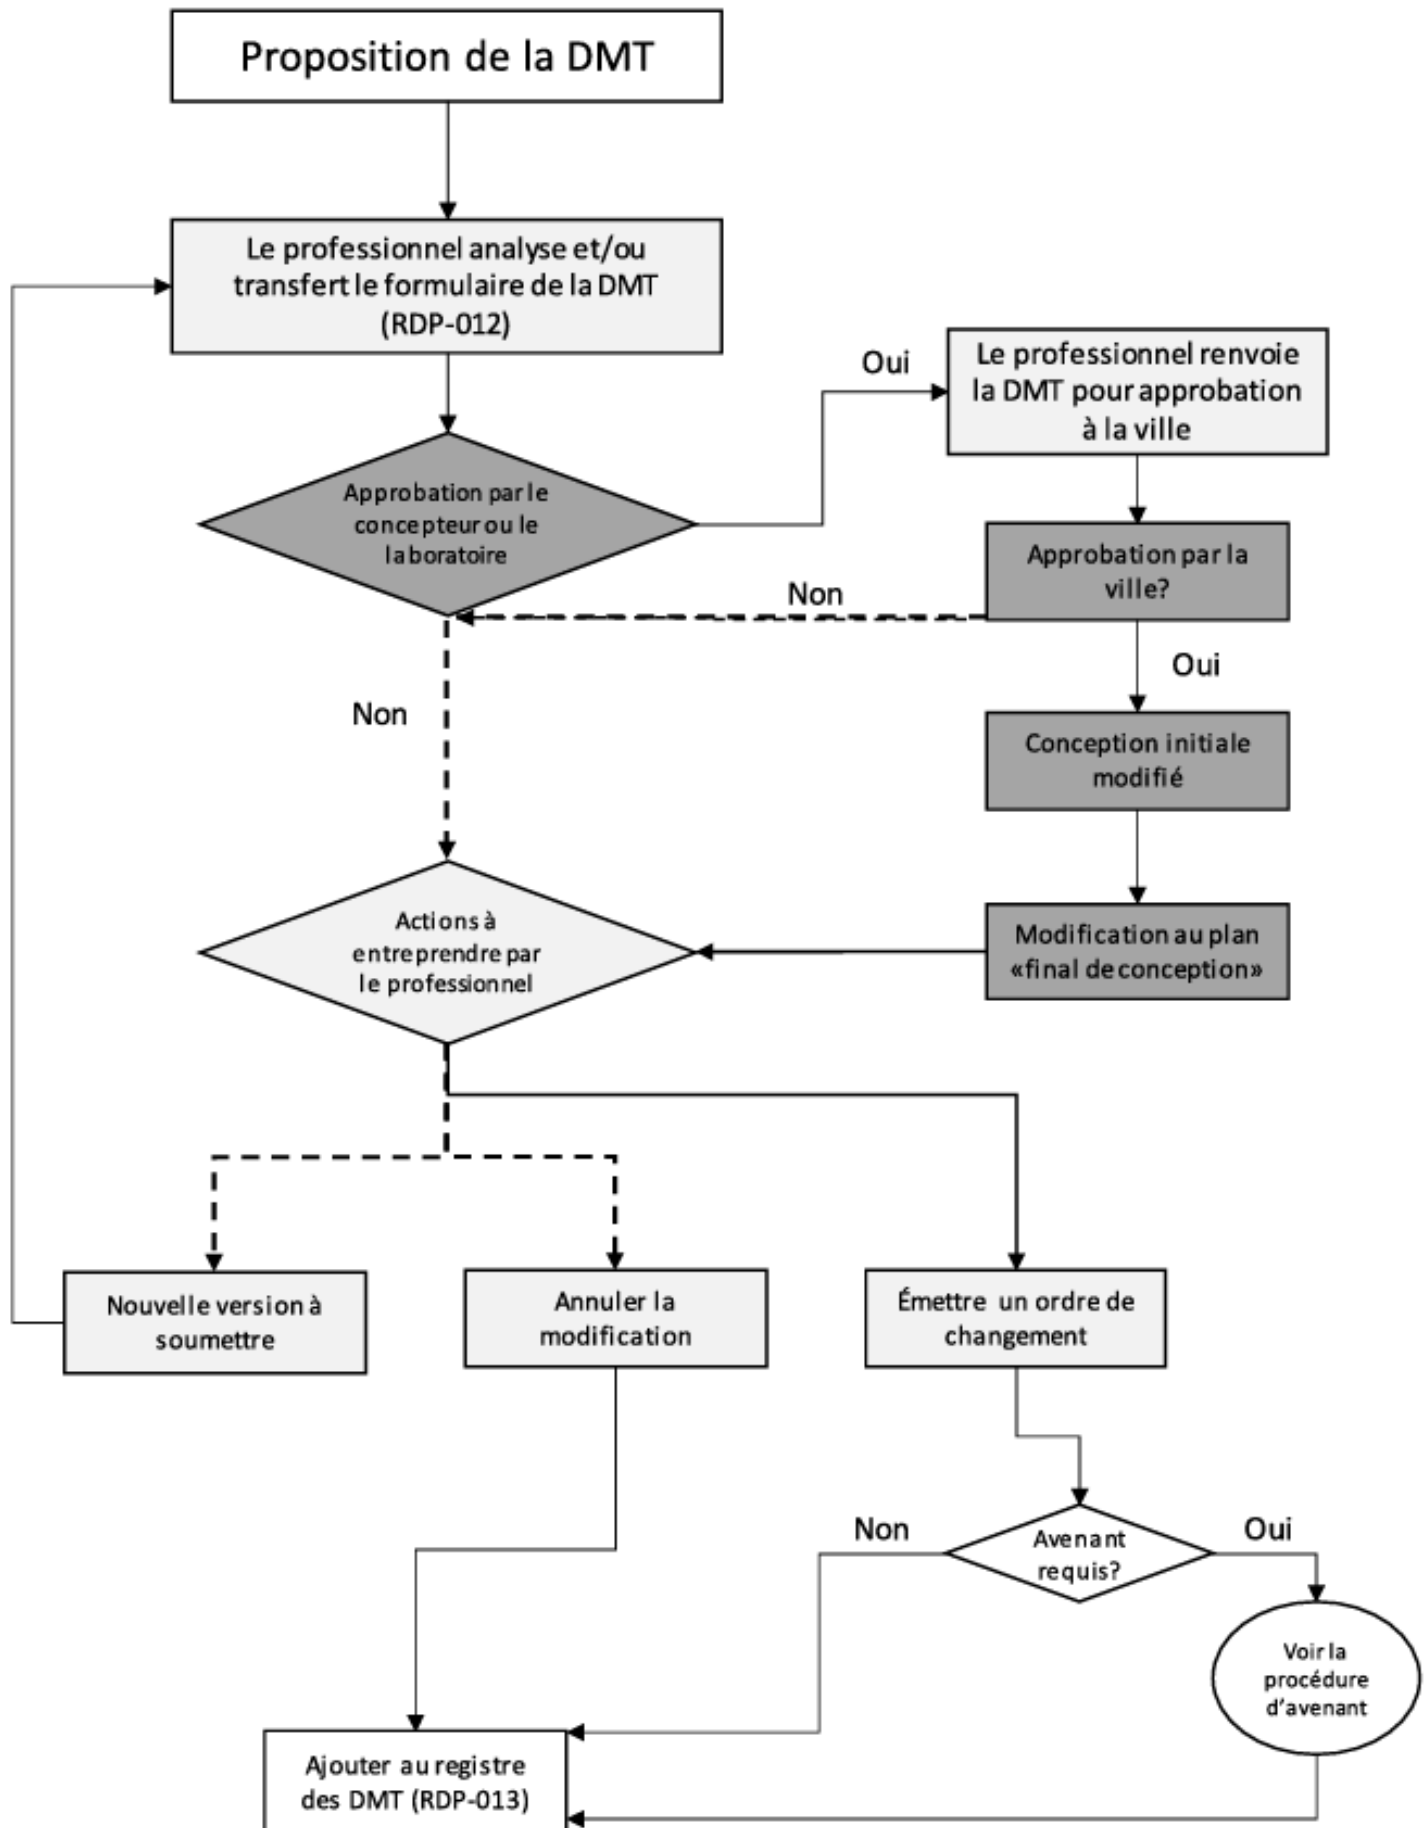 Proposition de la DMT
Le professionnel analyse et/ou
transfert le formulaire de la DMT
(RDP-012)
Oui
Le professionnel renvoie
la DMT pour approbation
à la ville
Approbation par le
concepteur ou le
laboratoire
Approbation par la
ville?
Non
Oui
Non
Conception initiale
modifié
Actions à
entreprendre par
le professionnel
Modification au plan
«final de conception»
Nouvelle version à
soumettre
Annuler la
modification
Émettre un ordre de
changement
Non
Avenant
requis?
Oui
Voir la
procédure
d'avenant
Ajouter au registre
des DMT (RDP-013)